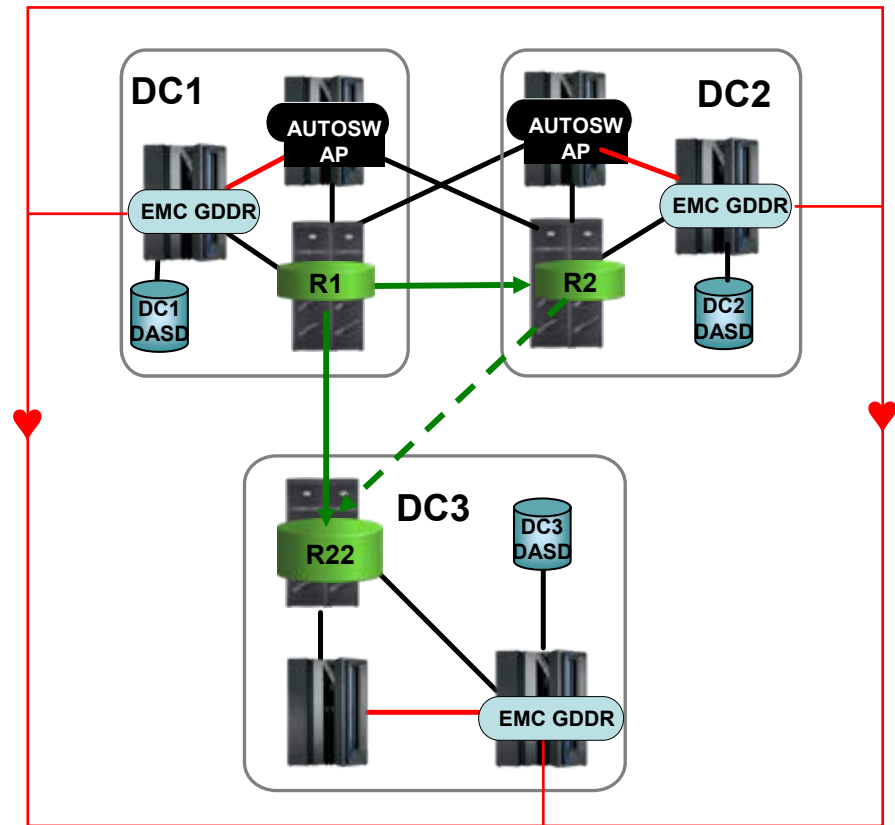 DC1
DC2
AUTOSW
AP
AUTOSW
AP
EMC GDDR
EMC GDDR
R1
R2
DC1
DASD
DC2
DASD
DC3
R22
DC3
DASD
EMC GDDR